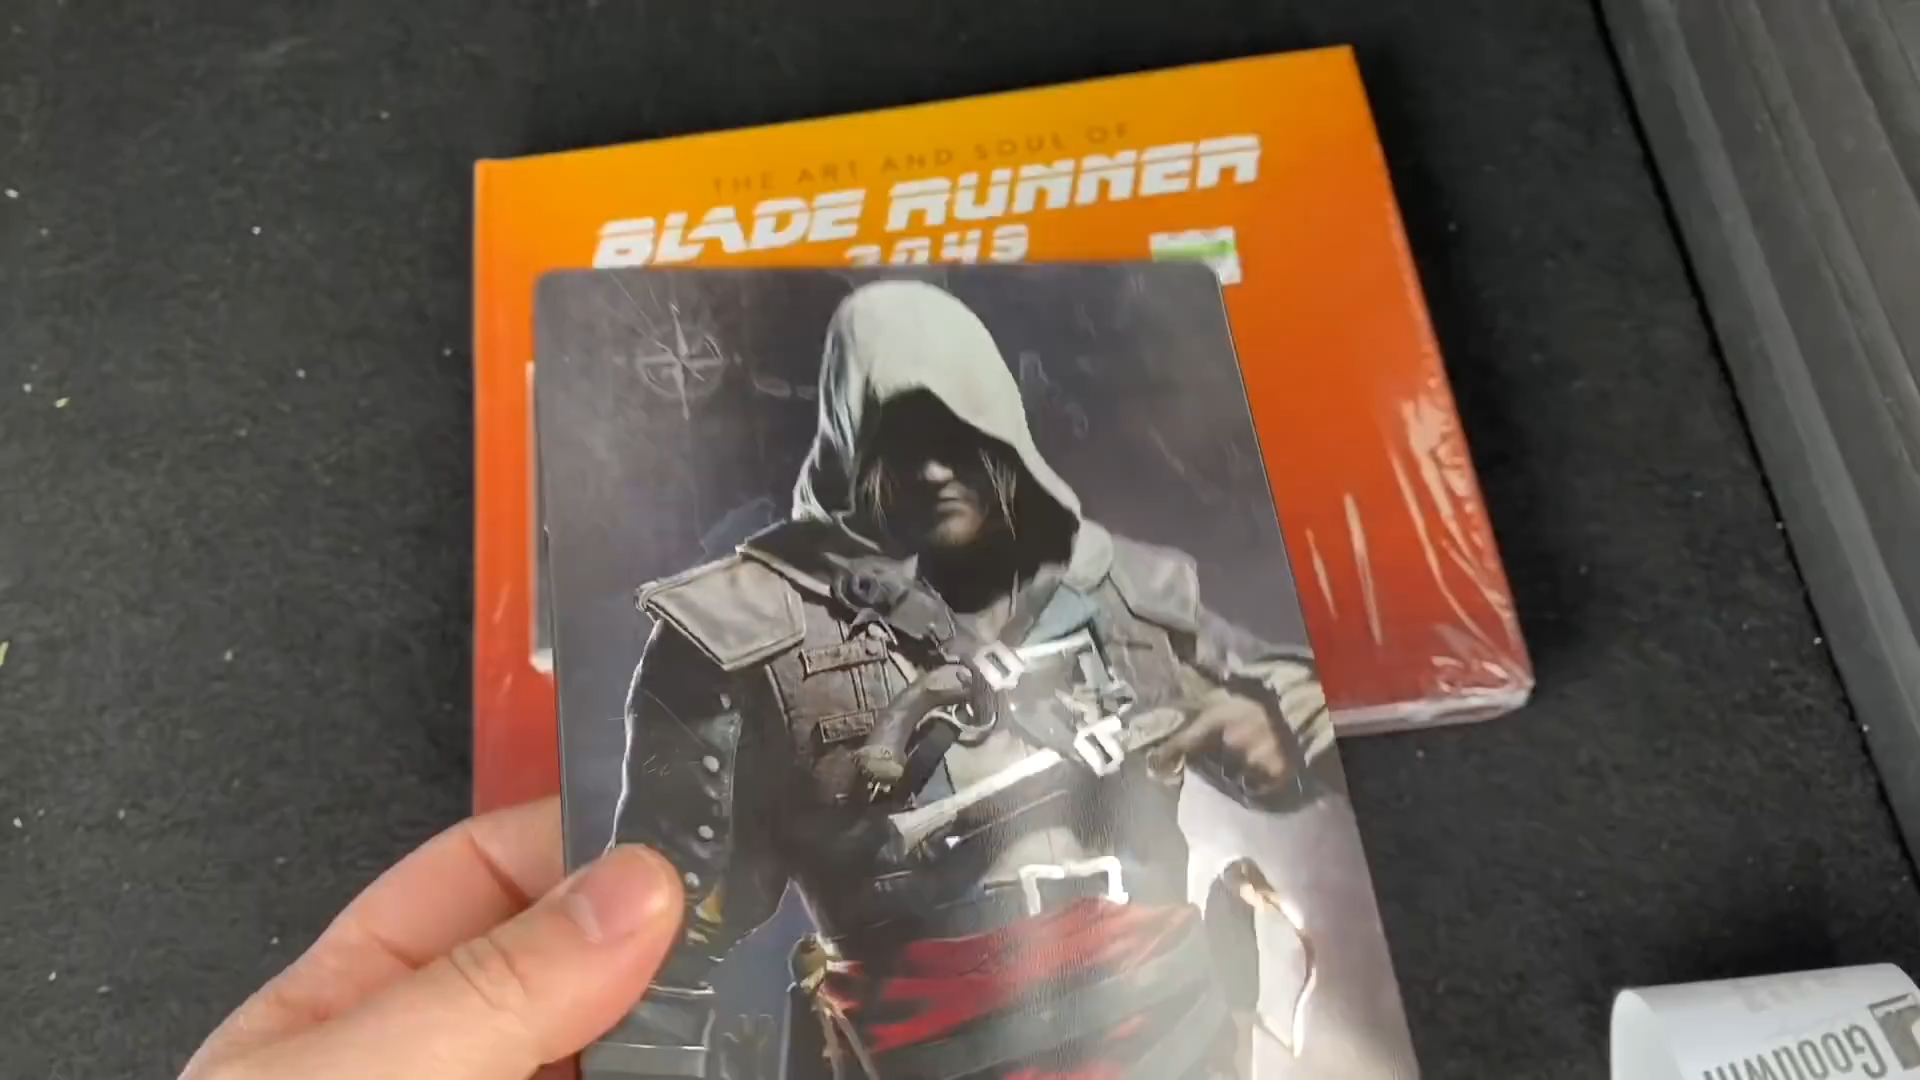 THE ART AND SOUL OF
BLADE RUNNER
2049
GOODWILL